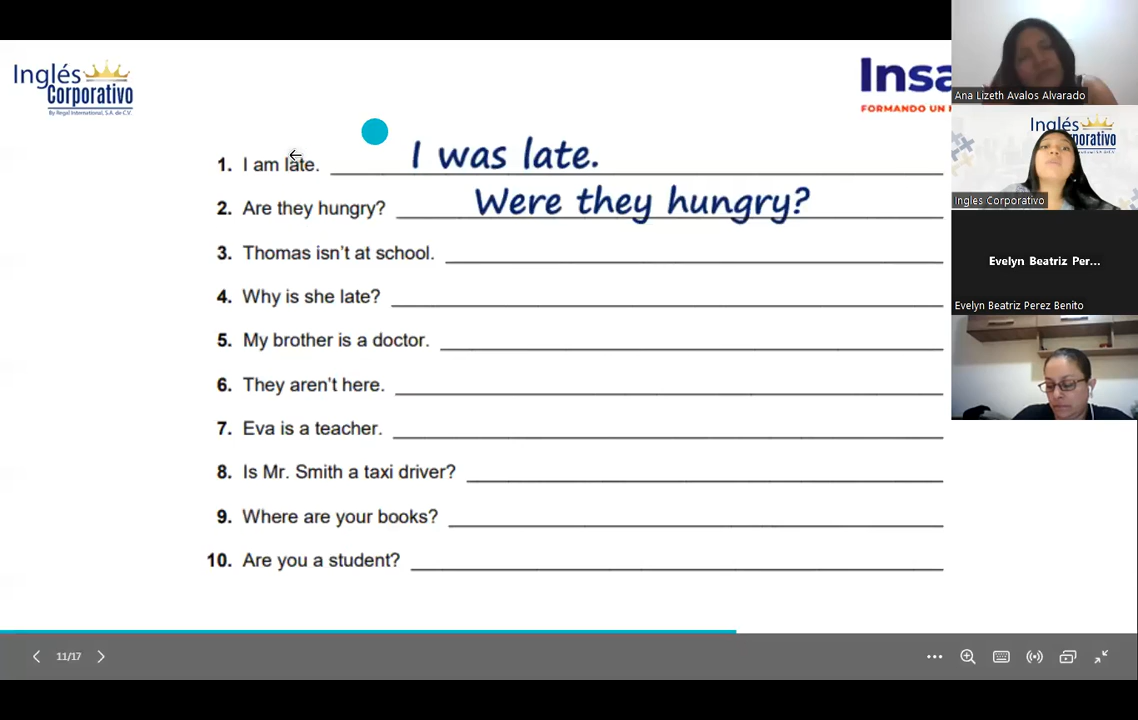 Inglés
Corporativo
By Regal International, S.A. de C.V.
Insa
FORMANDO UN
1. I am late. I was late.
2. Are they hungry? Were they hungry?
3. Thomas isn't at school.
4. Why is she late?
5. My brother is a doctor.
6. They aren't here.
7. Eva is a teacher.
8. Is Mr. Smith a taxi driver?
9. Where are your books?
10. Are you a student?
11/17
Ana Lizeth Avalos Alvarado
Inglés
Corporativo
Ingles Corporativo
Evelyn Beatriz Per...
Evelyn Beatriz Perez Benito